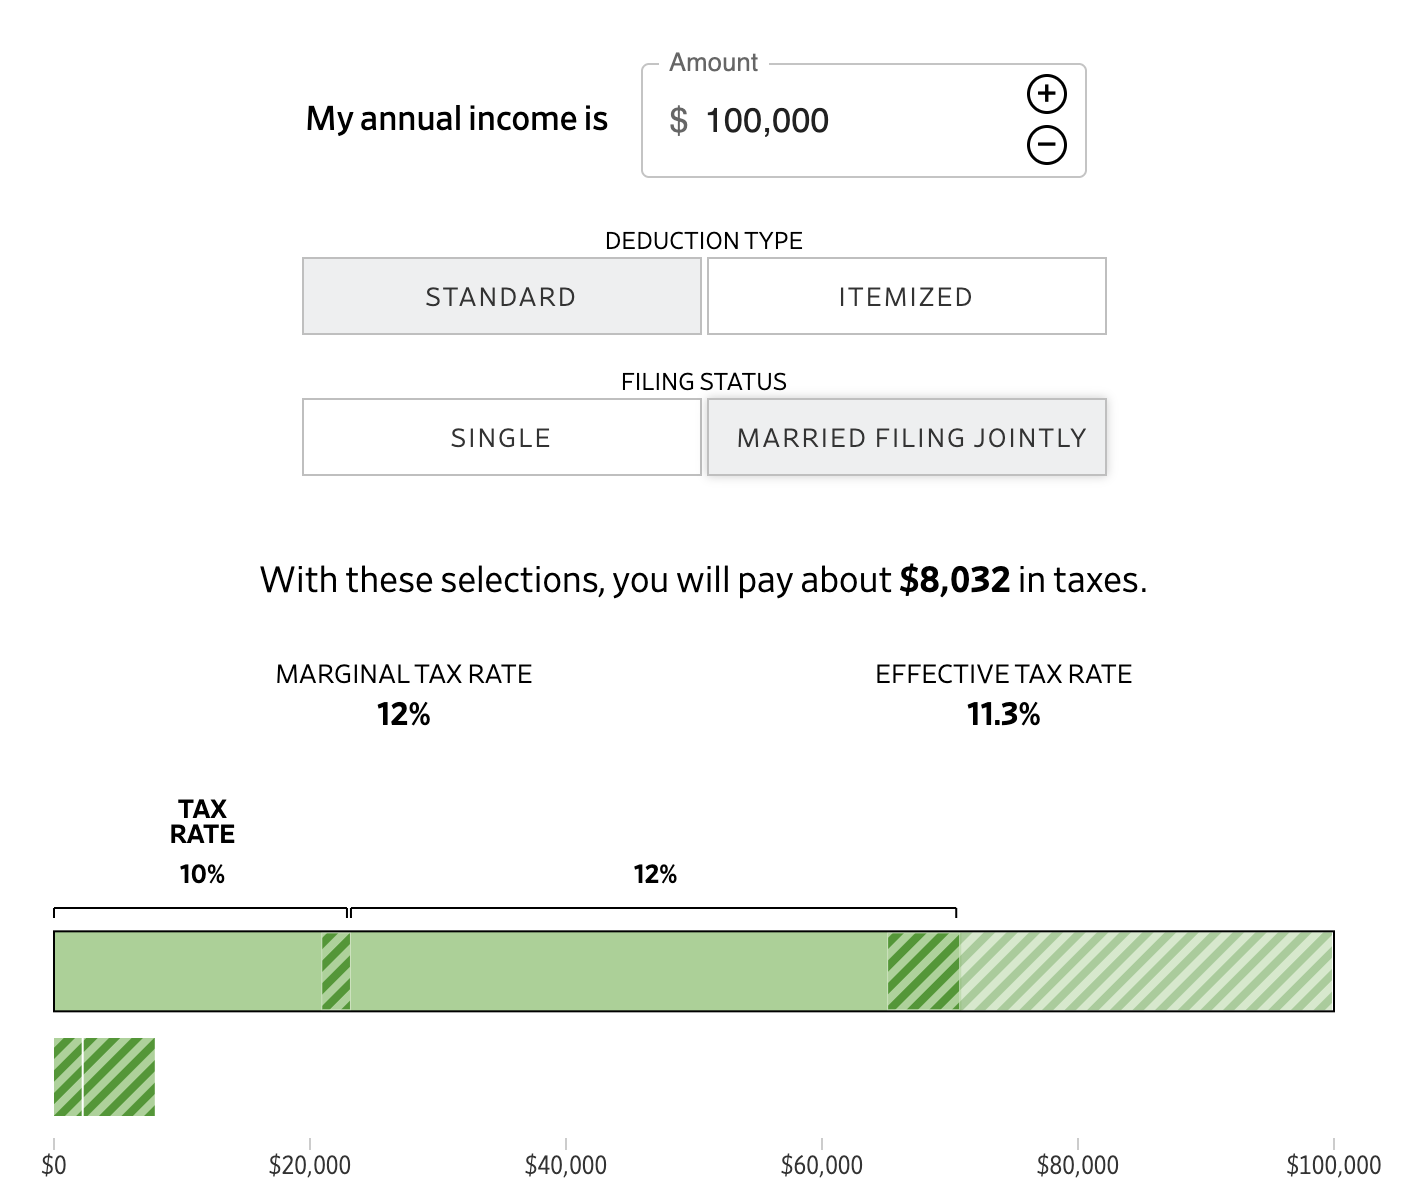 Amount
My annual income is
$ 100,000
DEDUCTION TYPE
STANDARD
ITEMIZED
FILING STATUS
SINGLE
MARRIED FILING JOINTLY
With these selections, you will pay about $8,032 in taxes.
MARGINAL TAX RATE
12%
EFFECTIVE TAX RATE
11.3%
TAX
RATE
10%
12%
$0
$20,000
$40,000
$60,000
$80,000
$100,000